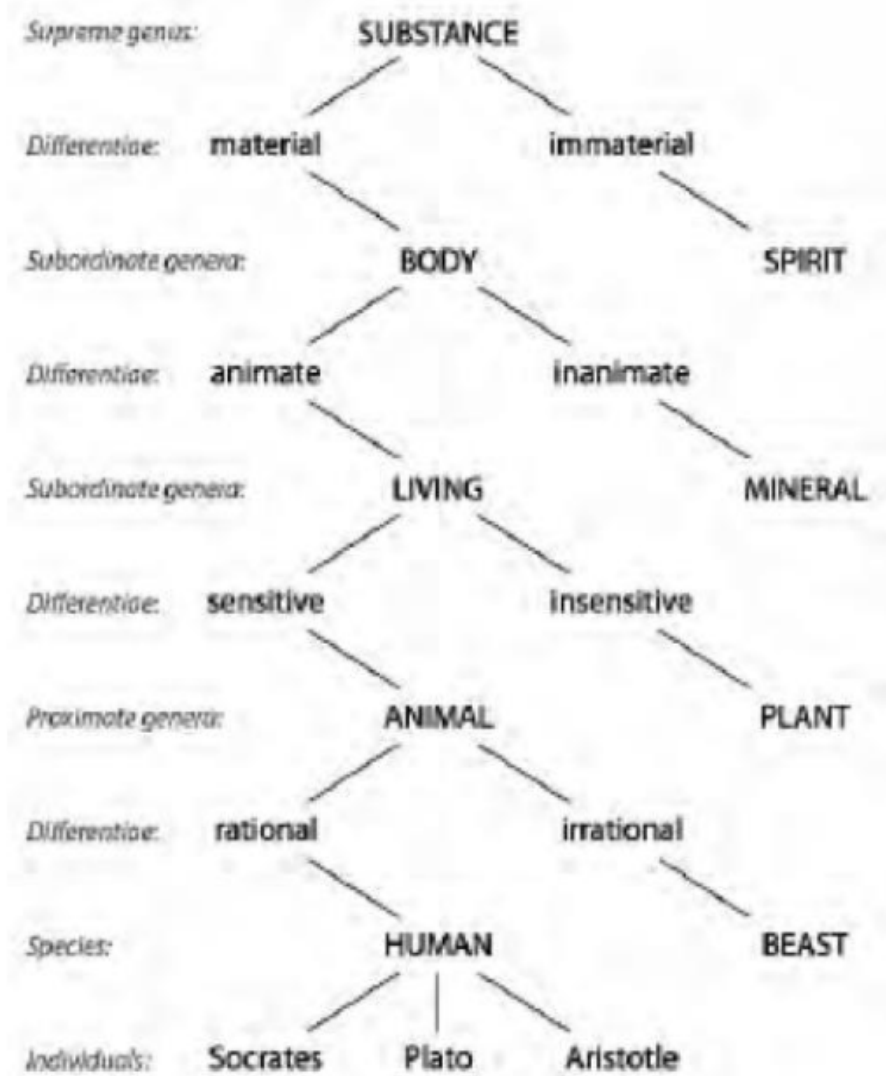 Supreme genus: SUBSTANCE
Differentiae: material immaterial
Subordinate genera: BODY SPIRIT
Differentiae: animate inanimate
Subordinate genera: LIVING MINERAL
Differentiae: sensitive insensitive
Proximate genera: ANIMAL PLANT
Differentiae: rational irrational
Species: HUMAN BEAST
Individuals: Socrates Plato Aristotle